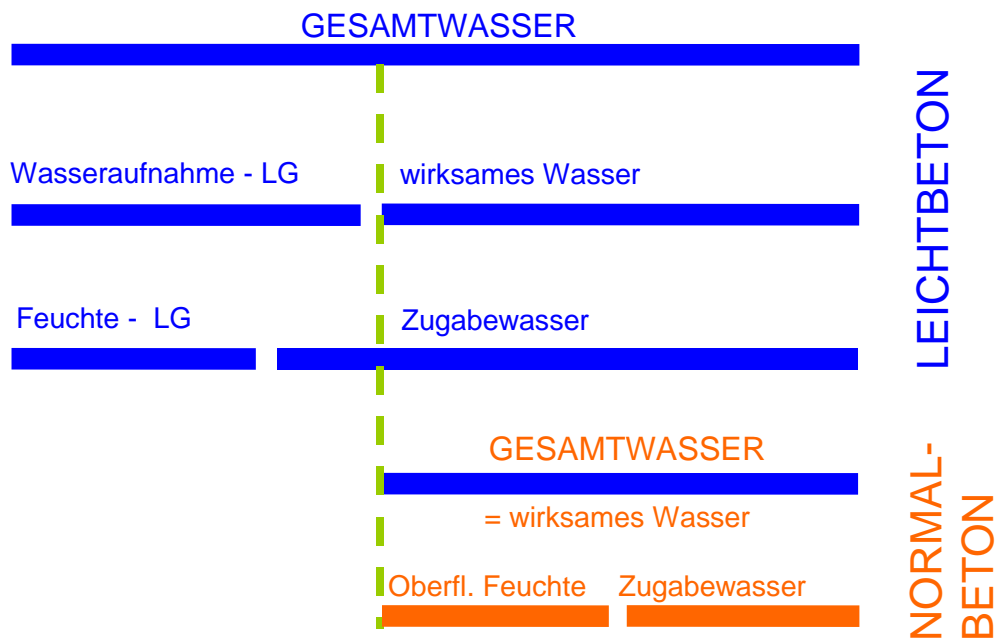 GESAMTWASSER
Wasseraufnahme - LG
wirksames Wasser
Feuchte - LG
Zugabewasser
LEICHTBETON
GESAMTWASSER
= wirksames Wasser
Oberfl. Feuchte
Zugabewasser
NORMAL-
BETON